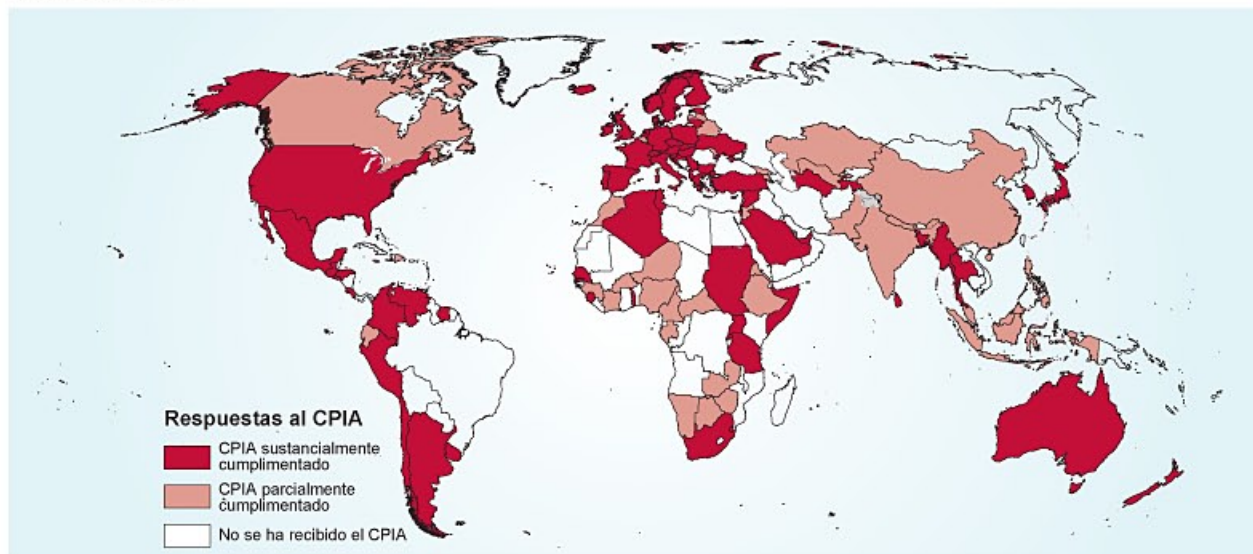 Respuestas al CPIA
CPIA sustancialmente
cumplimentado
CPIA parcialmente
cumplimentado
No se ha recibido el CPIA